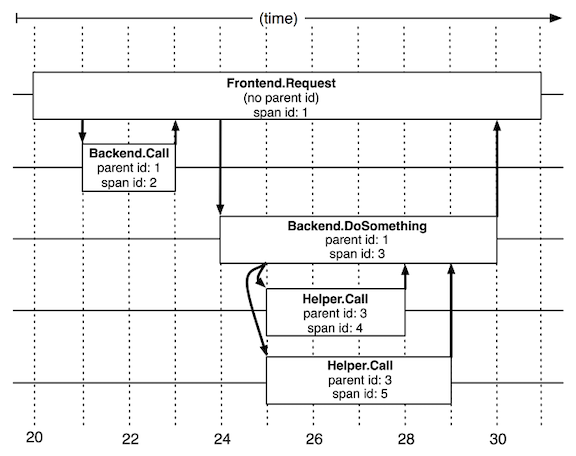 (time)
Frontend.Request
(no parent id)
span id: 1
Backend.Call
parent id: 1
span id: 2
Backend.DoSomething
parent id: 1
span id: 3
Helper.Call
parent id: 3
span id: 4
Helper.Call
parent id: 3
span id: 5
20 22 24 26 28 30